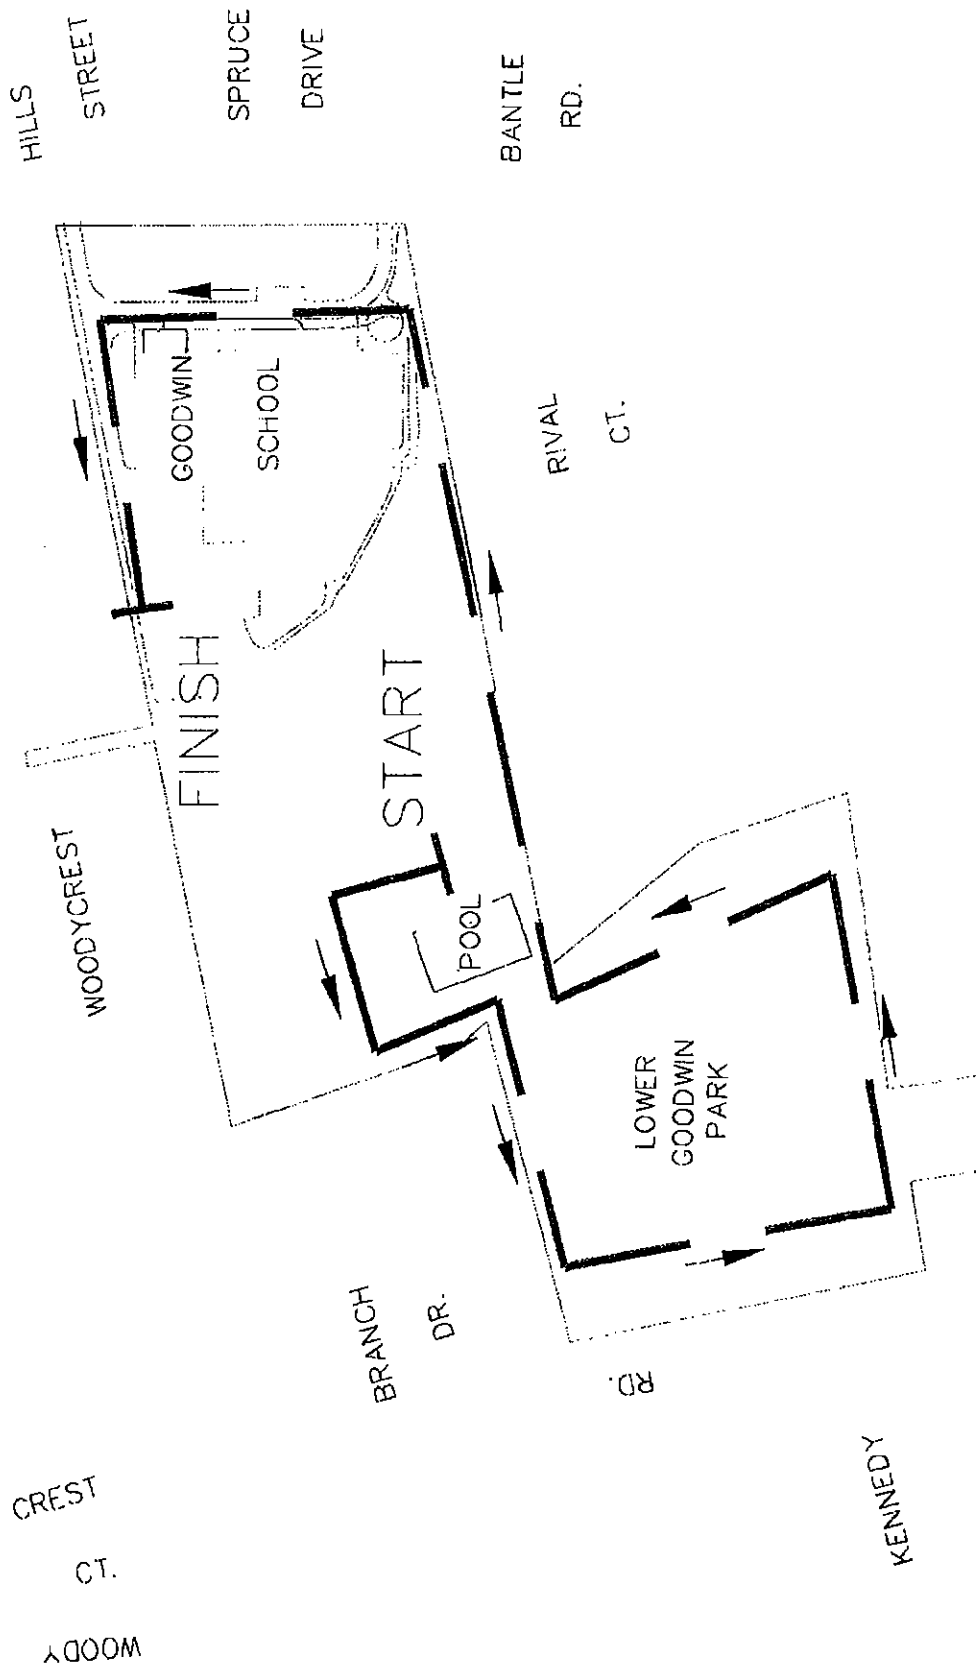 HILLS
STREET
SPRUCE
DRIVE
BANTLE
RD.
GOODWIN
SCHOOL
RIVAL
CT.
FINISH
START
WOODYCREST
POOL
LOWER
GOODWIN
PARK
BRANCH
DR.
RD.
KENNEDY
CREST
CT.
WOODY